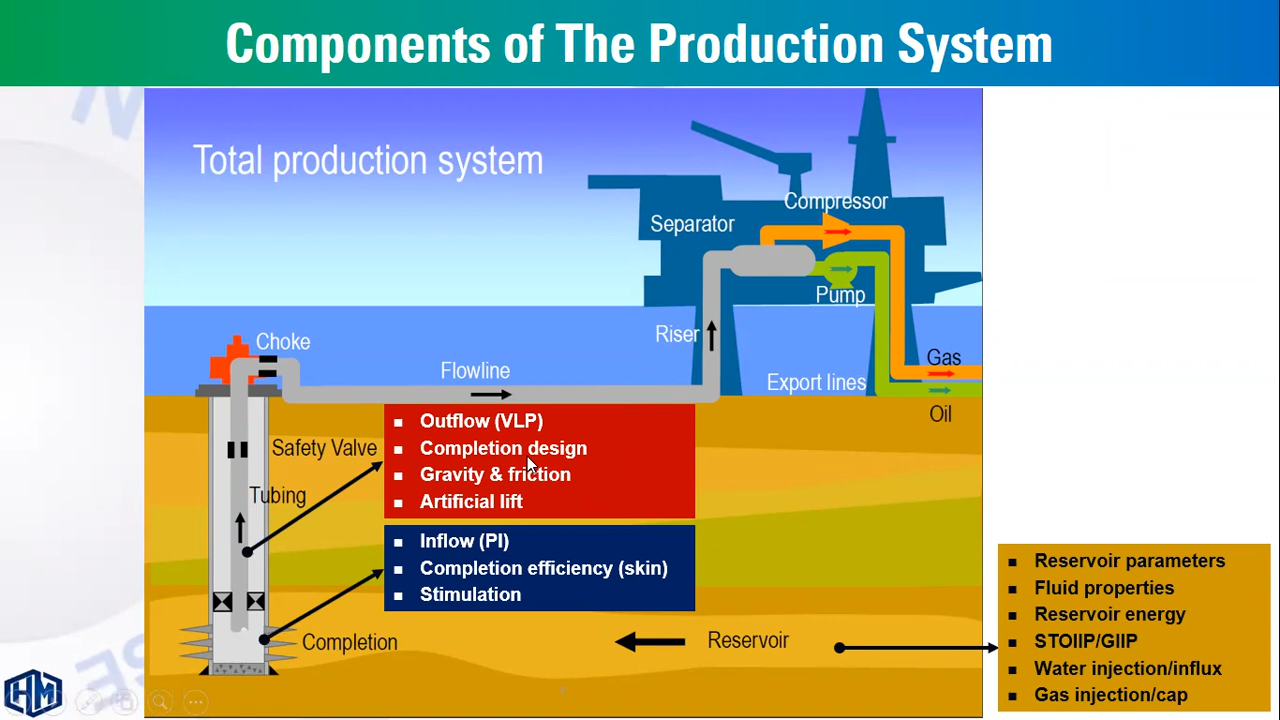 Components of The Production System
Total production system
Compressor
Separator
Pump
Riser
Choke
Flowline
Gas
Export lines
Oil
Safety Valve
Tubing
▪ Outflow (VLP)
▪ Completion design
▪ Gravity & friction
▪ Artificial lift
▪ Inflow (PI)
▪ Completion efficiency (skin)
▪ Stimulation
Completion
Reservoir
▪ Reservoir parameters
▪ Fluid properties
▪ Reservoir energy
▪ STOIIP/GIIP
▪ Water injection/influx
▪ Gas injection/cap
HM